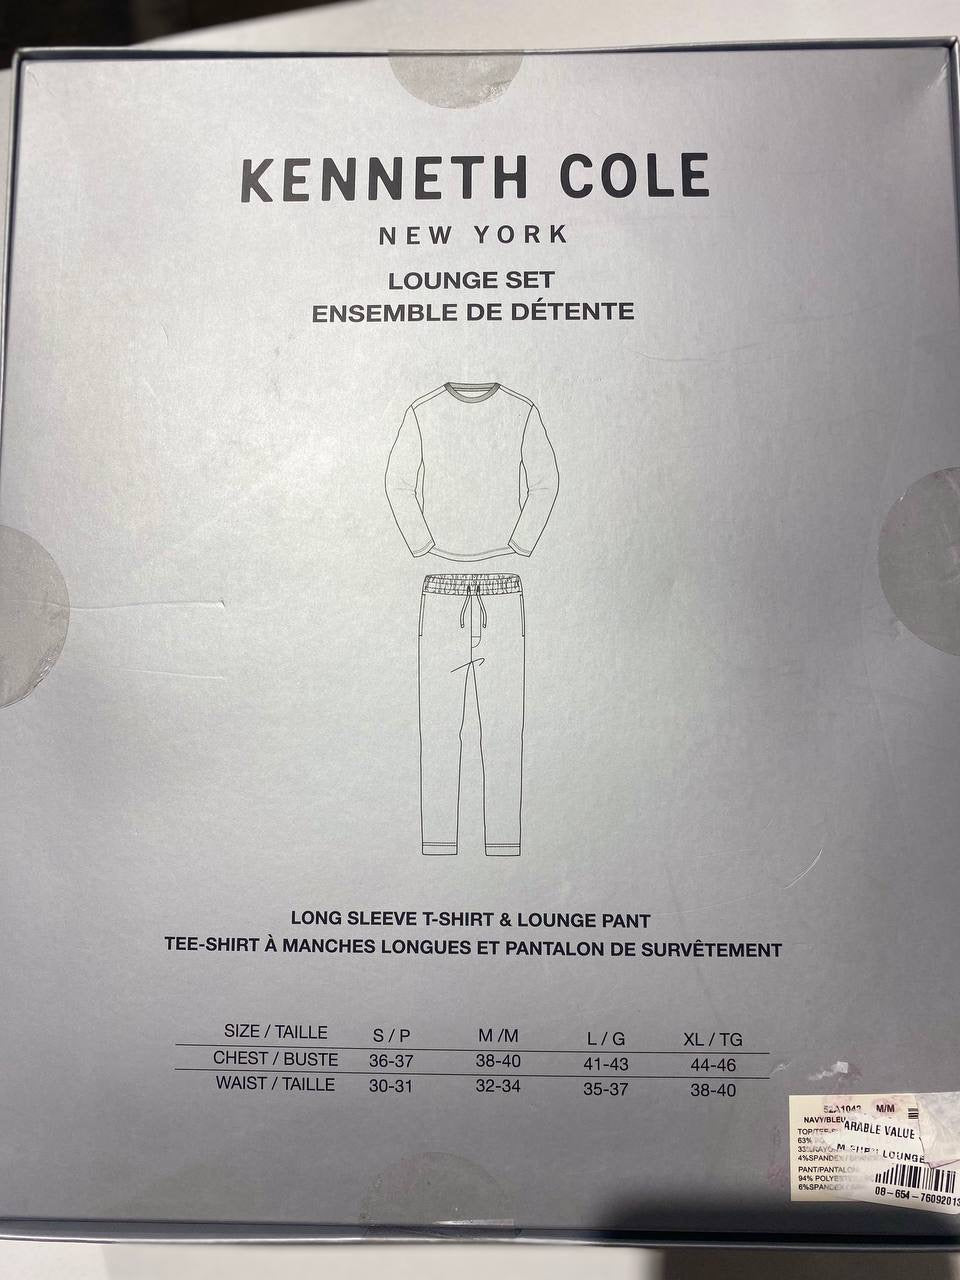 KENNETH COLE
NEW YORK
LOUNGE SET
ENSEMBLE DE DÉTENTE
LONG SLEEVE T-SHIRT & LOUNGE PANT
TEE-SHIRT À MANCHES LONGUES ET PANTALON DE SURVÊTEMENT
SIZE / TAILLE S / P M /M L / G XL / TG
CHEST / BUSTE 36-37 38-40 41-43 44-46
WAIST / TAILLE 30-31 32-34 35-37 38-40
M/M
NAVY/BLEU
ARABLE VALUE
63%
LOUNGE
4%SPANDEX
PANT/PANTALON
94% POLYESTE
6%SPANDEX
08-654-7609201